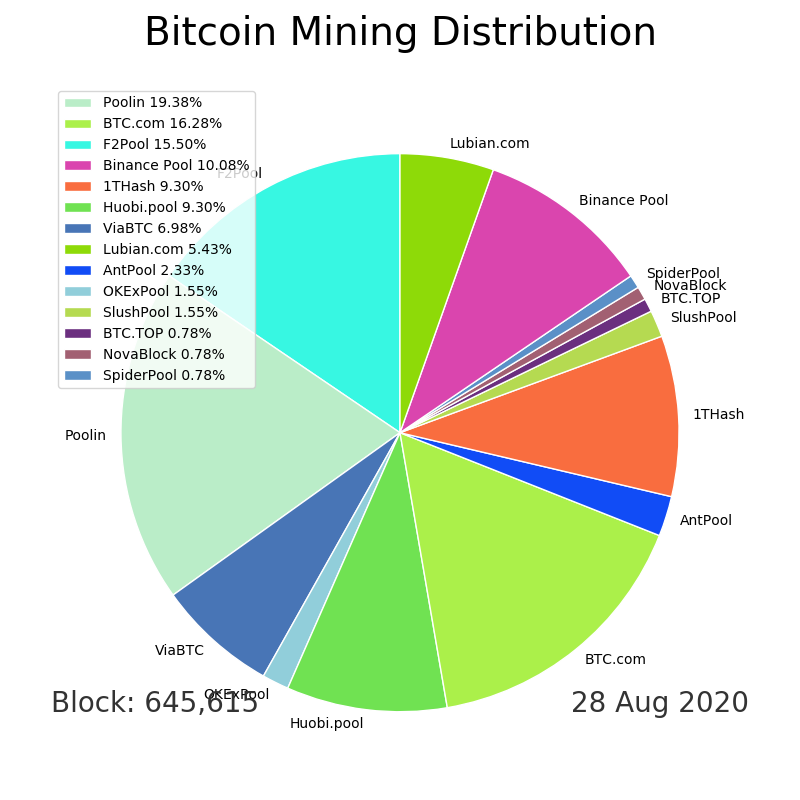 Bitcoin Mining Distribution
Poolin 19.38%
BTC.com 16.28%
F2Pool 15.50%
Binance Pool 10.08%
1THash 9.30%
Huobi.pool 9.30%
ViaBTC 6.98%
Lubian.com 5.43%
AntPool 2.33%
OKExPool 1.55%
SlushPool 1.55%
BTC.TOP 0.78%
NovaBlock 0.78%
SpiderPool 0.78%
Lubian.com
F2Pool
Binance Pool
SpiderPool
NovaBlock
BTC.TOP
SlushPool
1THash
Poolin
AntPool
ViaBTC
BTC.com
OKExPool
Huobi.pool
Block: 645,615
28 Aug 2020